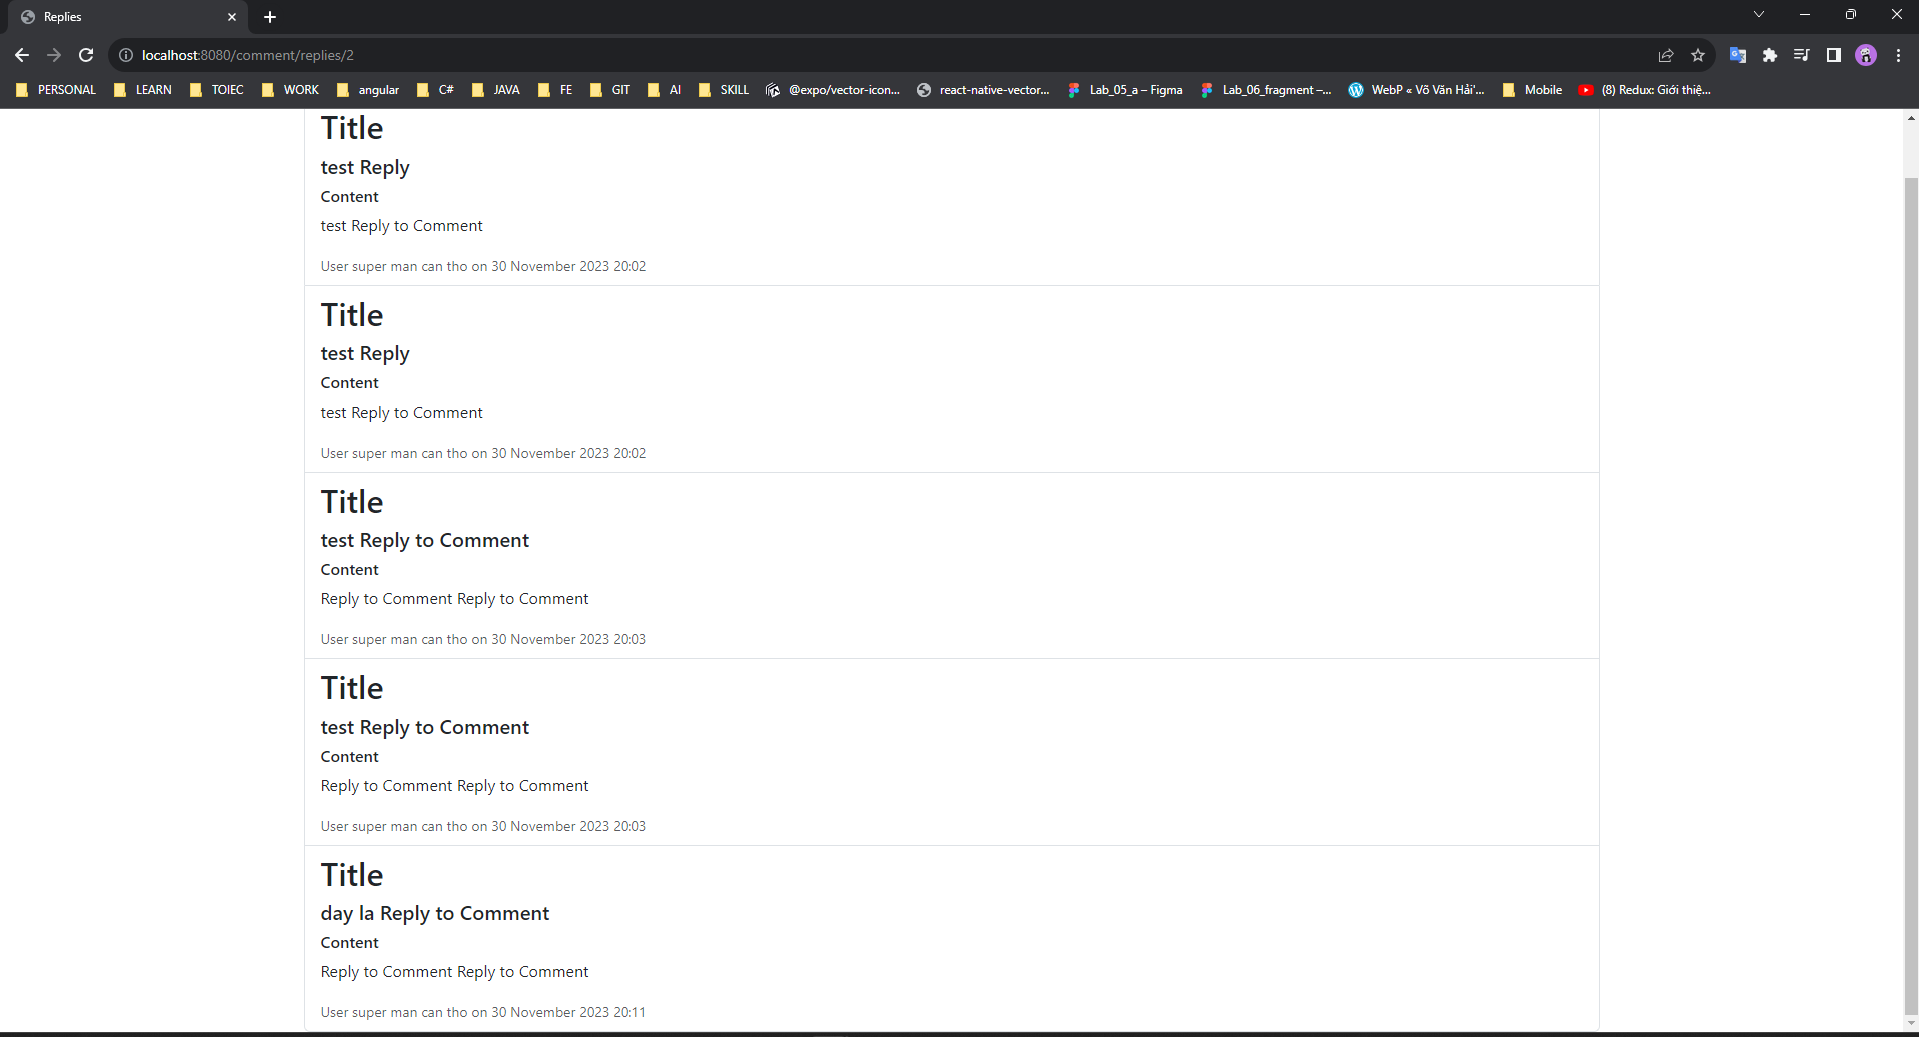 Replies
localhost:8080/comment/replies/2
PERSONAL LEARN TOIEC WORK angular C# JAVA FE GIT AI SKILL @expo/vector-icon... react-native-vector... Lab_05_a – Figma Lab_06_fragment –... WebP « Võ Văn Hải'... Mobile (8) Redux: Giới thiệ...
Title
test Reply
Content
test Reply to Comment
User super man can tho on 30 November 2023 20:02
Title
test Reply
Content
test Reply to Comment
User super man can tho on 30 November 2023 20:02
Title
test Reply to Comment
Content
Reply to Comment Reply to Comment
User super man can tho on 30 November 2023 20:03
Title
test Reply to Comment
Content
Reply to Comment Reply to Comment
User super man can tho on 30 November 2023 20:03
Title
day la Reply to Comment
Content
Reply to Comment Reply to Comment
User super man can tho on 30 November 2023 20:11